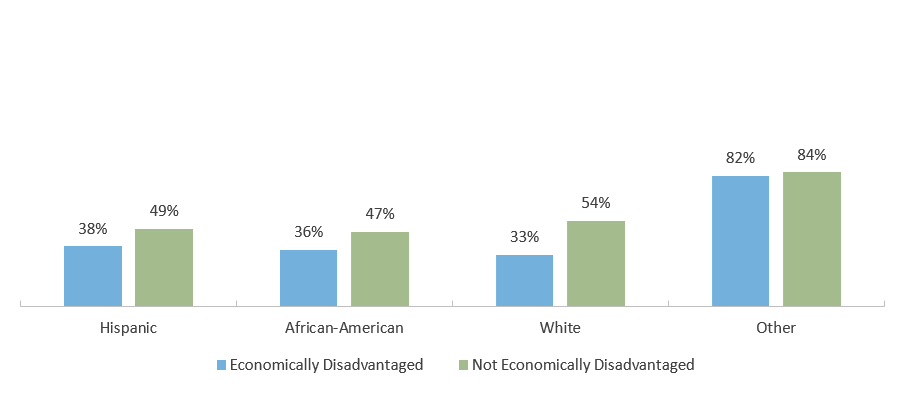 82% 84%
38% 49% 36% 47% 33% 54%
Hispanic African-American White Other
Economically Disadvantaged Not Economically Disadvantaged